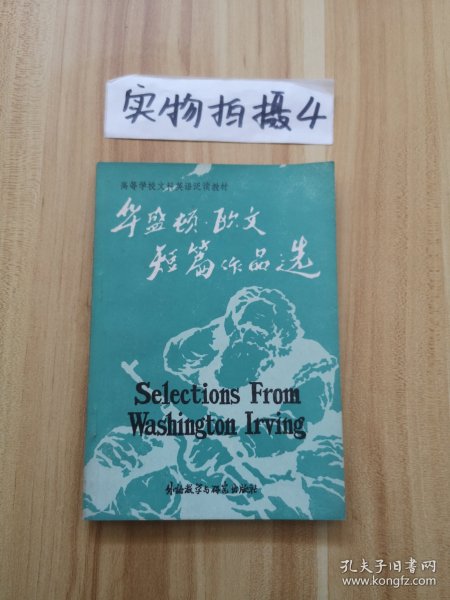 实物拍摄4
高等学校文科英语泛读教材
华盛顿·欧文
短篇作品选
Selections From
Washington Irving
外语教学与研究出版社
孔夫子旧书网
www.kongfz.com